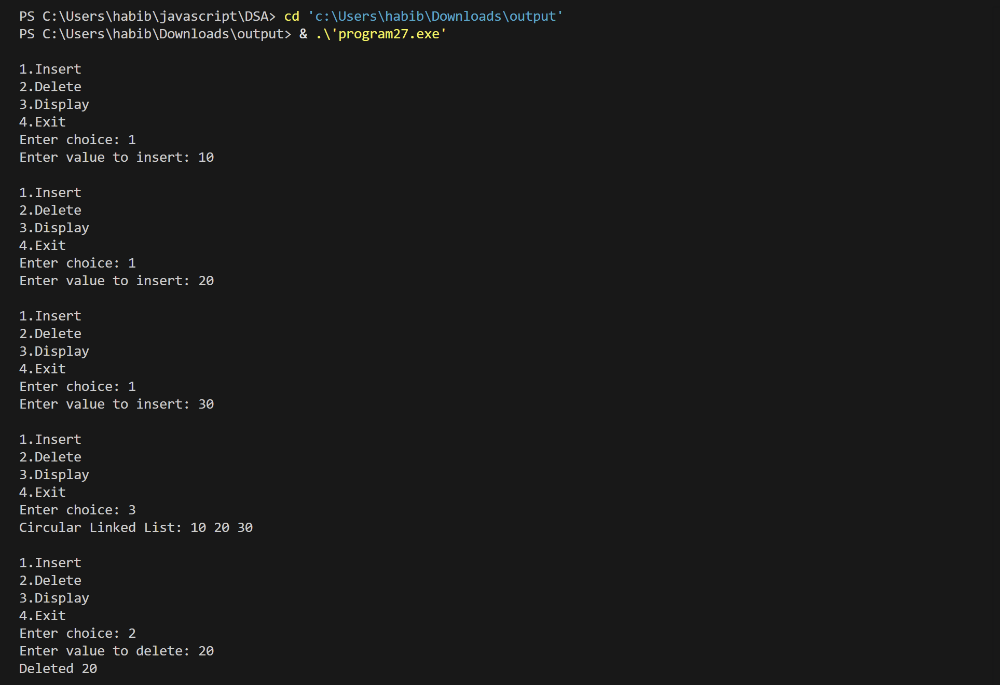 PS C:\Users\habib\javascript\DSA> cd 'c:\Users\habib\Downloads\output'
PS C:\Users\habib\Downloads\output> & .\'program27.exe'
1.Insert
2.Delete
3.Display
4.Exit
Enter choice: 1
Enter value to insert: 10
1.Insert
2.Delete
3.Display
4.Exit
Enter choice: 1
Enter value to insert: 20
1.Insert
2.Delete
3.Display
4.Exit
Enter choice: 1
Enter value to insert: 30
1.Insert
2.Delete
3.Display
4.Exit
Enter choice: 3
Circular Linked List: 10 20 30
1.Insert
2.Delete
3.Display
4.Exit
Enter choice: 2
Enter value to delete: 20
Deleted 20